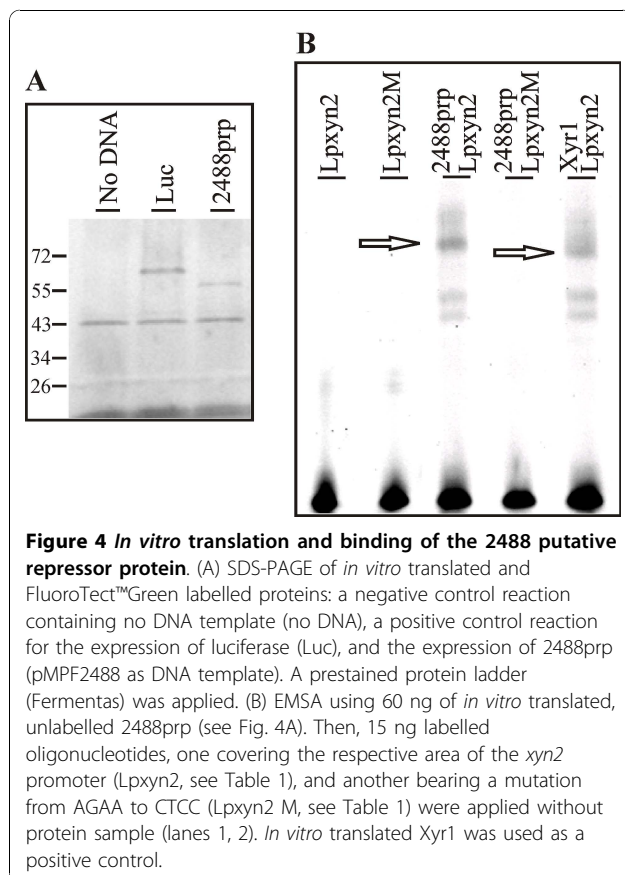 A
No DNA
Luc
2488prp
72
55
43
34
26
B
Lpxyn2
Lpxyn2M
2488prp
Lpxyn2
2488prp
Lpxyn2M
Xyr1
Lpxyn2
Figure 4 In vitro translation and binding of the 2488 putative
repressor protein. (A) SDS-PAGE of in vitro translated and
FluoroTect™Green labelled proteins: a negative control reaction
containing no DNA template (no DNA), a positive control reaction
for the expression of luciferase (Luc), and the expression of 2488prp
(pMPF2488 as DNA template). A prestained protein ladder
(Fermentas) was applied. (B) EMSA using 60 ng of in vitro translated,
unlabelled 2488prp (see Fig. 4A). Then, 15 ng labelled
oligonucleotides, one covering the respective area of the xyn2
promoter (Lpxyn2, see Table 1), and another bearing a mutation
from AGAA to CTCC (Lpxyn2 M, see Table 1) were applied without
protein sample (lanes 1, 2). In vitro translated Xyr1 was used as a
positive control.